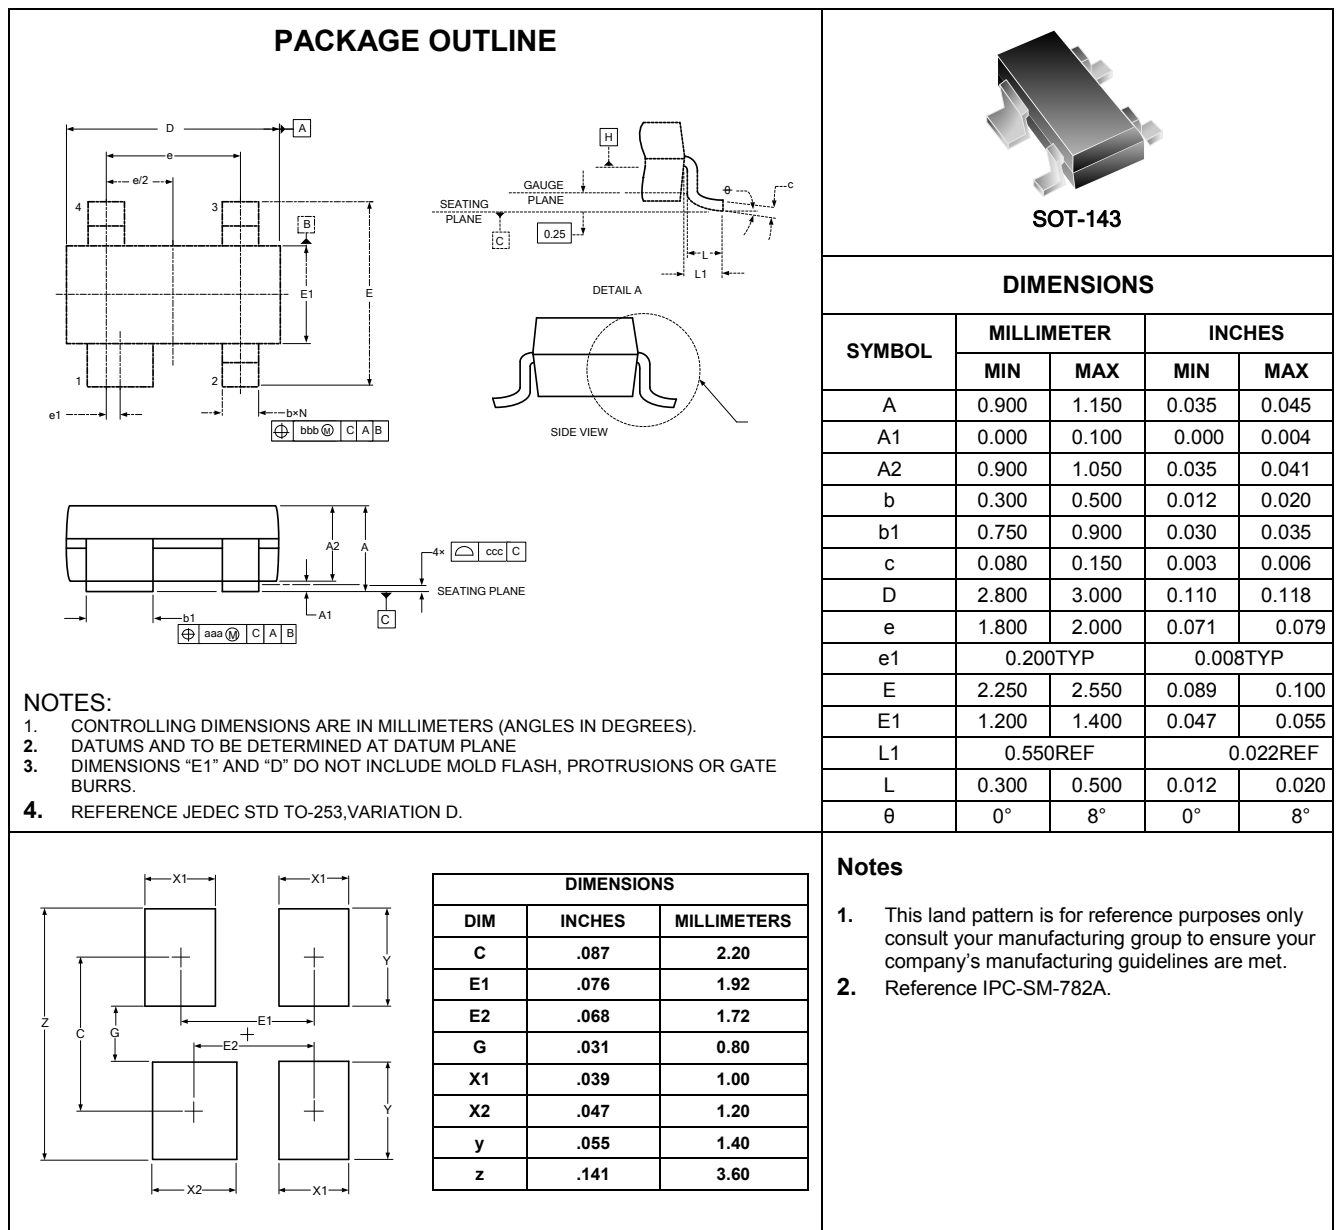 PACKAGE OUTLINE
D
A
e
e/2
4
3
B
E1
E
1
2
e1
b×N
bbb Ⓜ C A B
H
GAUGE
PLANE
SEATING
PLANE
C
0.25
θ
c
L
L1
DETAIL A
SIDE VIEW
A2
A
4× ccc C
SEATING PLANE
A1
C
b1
aaa Ⓜ C A B
NOTES:
1. CONTROLLING DIMENSIONS ARE IN MILLIMETERS (ANGLES IN DEGREES).
2. DATUMS AND TO BE DETERMINED AT DATUM PLANE
3. DIMENSIONS “E1” AND “D” DO NOT INCLUDE MOLD FLASH, PROTRUSIONS OR GATE
BURRS.
4. REFERENCE JEDEC STD TO-253,VARIATION D.
SOT-143
DIMENSIONS
SYMBOL MILLIMETER INCHES
MIN MAX MIN MAX
A 0.900 1.150 0.035 0.045
A1 0.000 0.100 0.000 0.004
A2 0.900 1.050 0.035 0.041
b 0.300 0.500 0.012 0.020
b1 0.750 0.900 0.030 0.035
c 0.080 0.150 0.003 0.006
D 2.800 3.000 0.110 0.118
e 1.800 2.000 0.071 0.079
e1 0.200TYP 0.008TYP
E 2.250 2.550 0.089 0.100
E1 1.200 1.400 0.047 0.055
L1 0.550REF 0.022REF
L 0.300 0.500 0.012 0.020
θ 0° 8° 0° 8°
X1
X1
Y
Z
C
G
E1
E2
Y
X2
X1
DIMENSIONS
DIM INCHES MILLIMETERS
C .087 2.20
E1 .076 1.92
E2 .068 1.72
G .031 0.80
X1 .039 1.00
X2 .047 1.20
y .055 1.40
z .141 3.60
Notes
1. This land pattern is for reference purposes only
consult your manufacturing group to ensure your
company’s manufacturing guidelines are met.
2. Reference IPC-SM-782A.